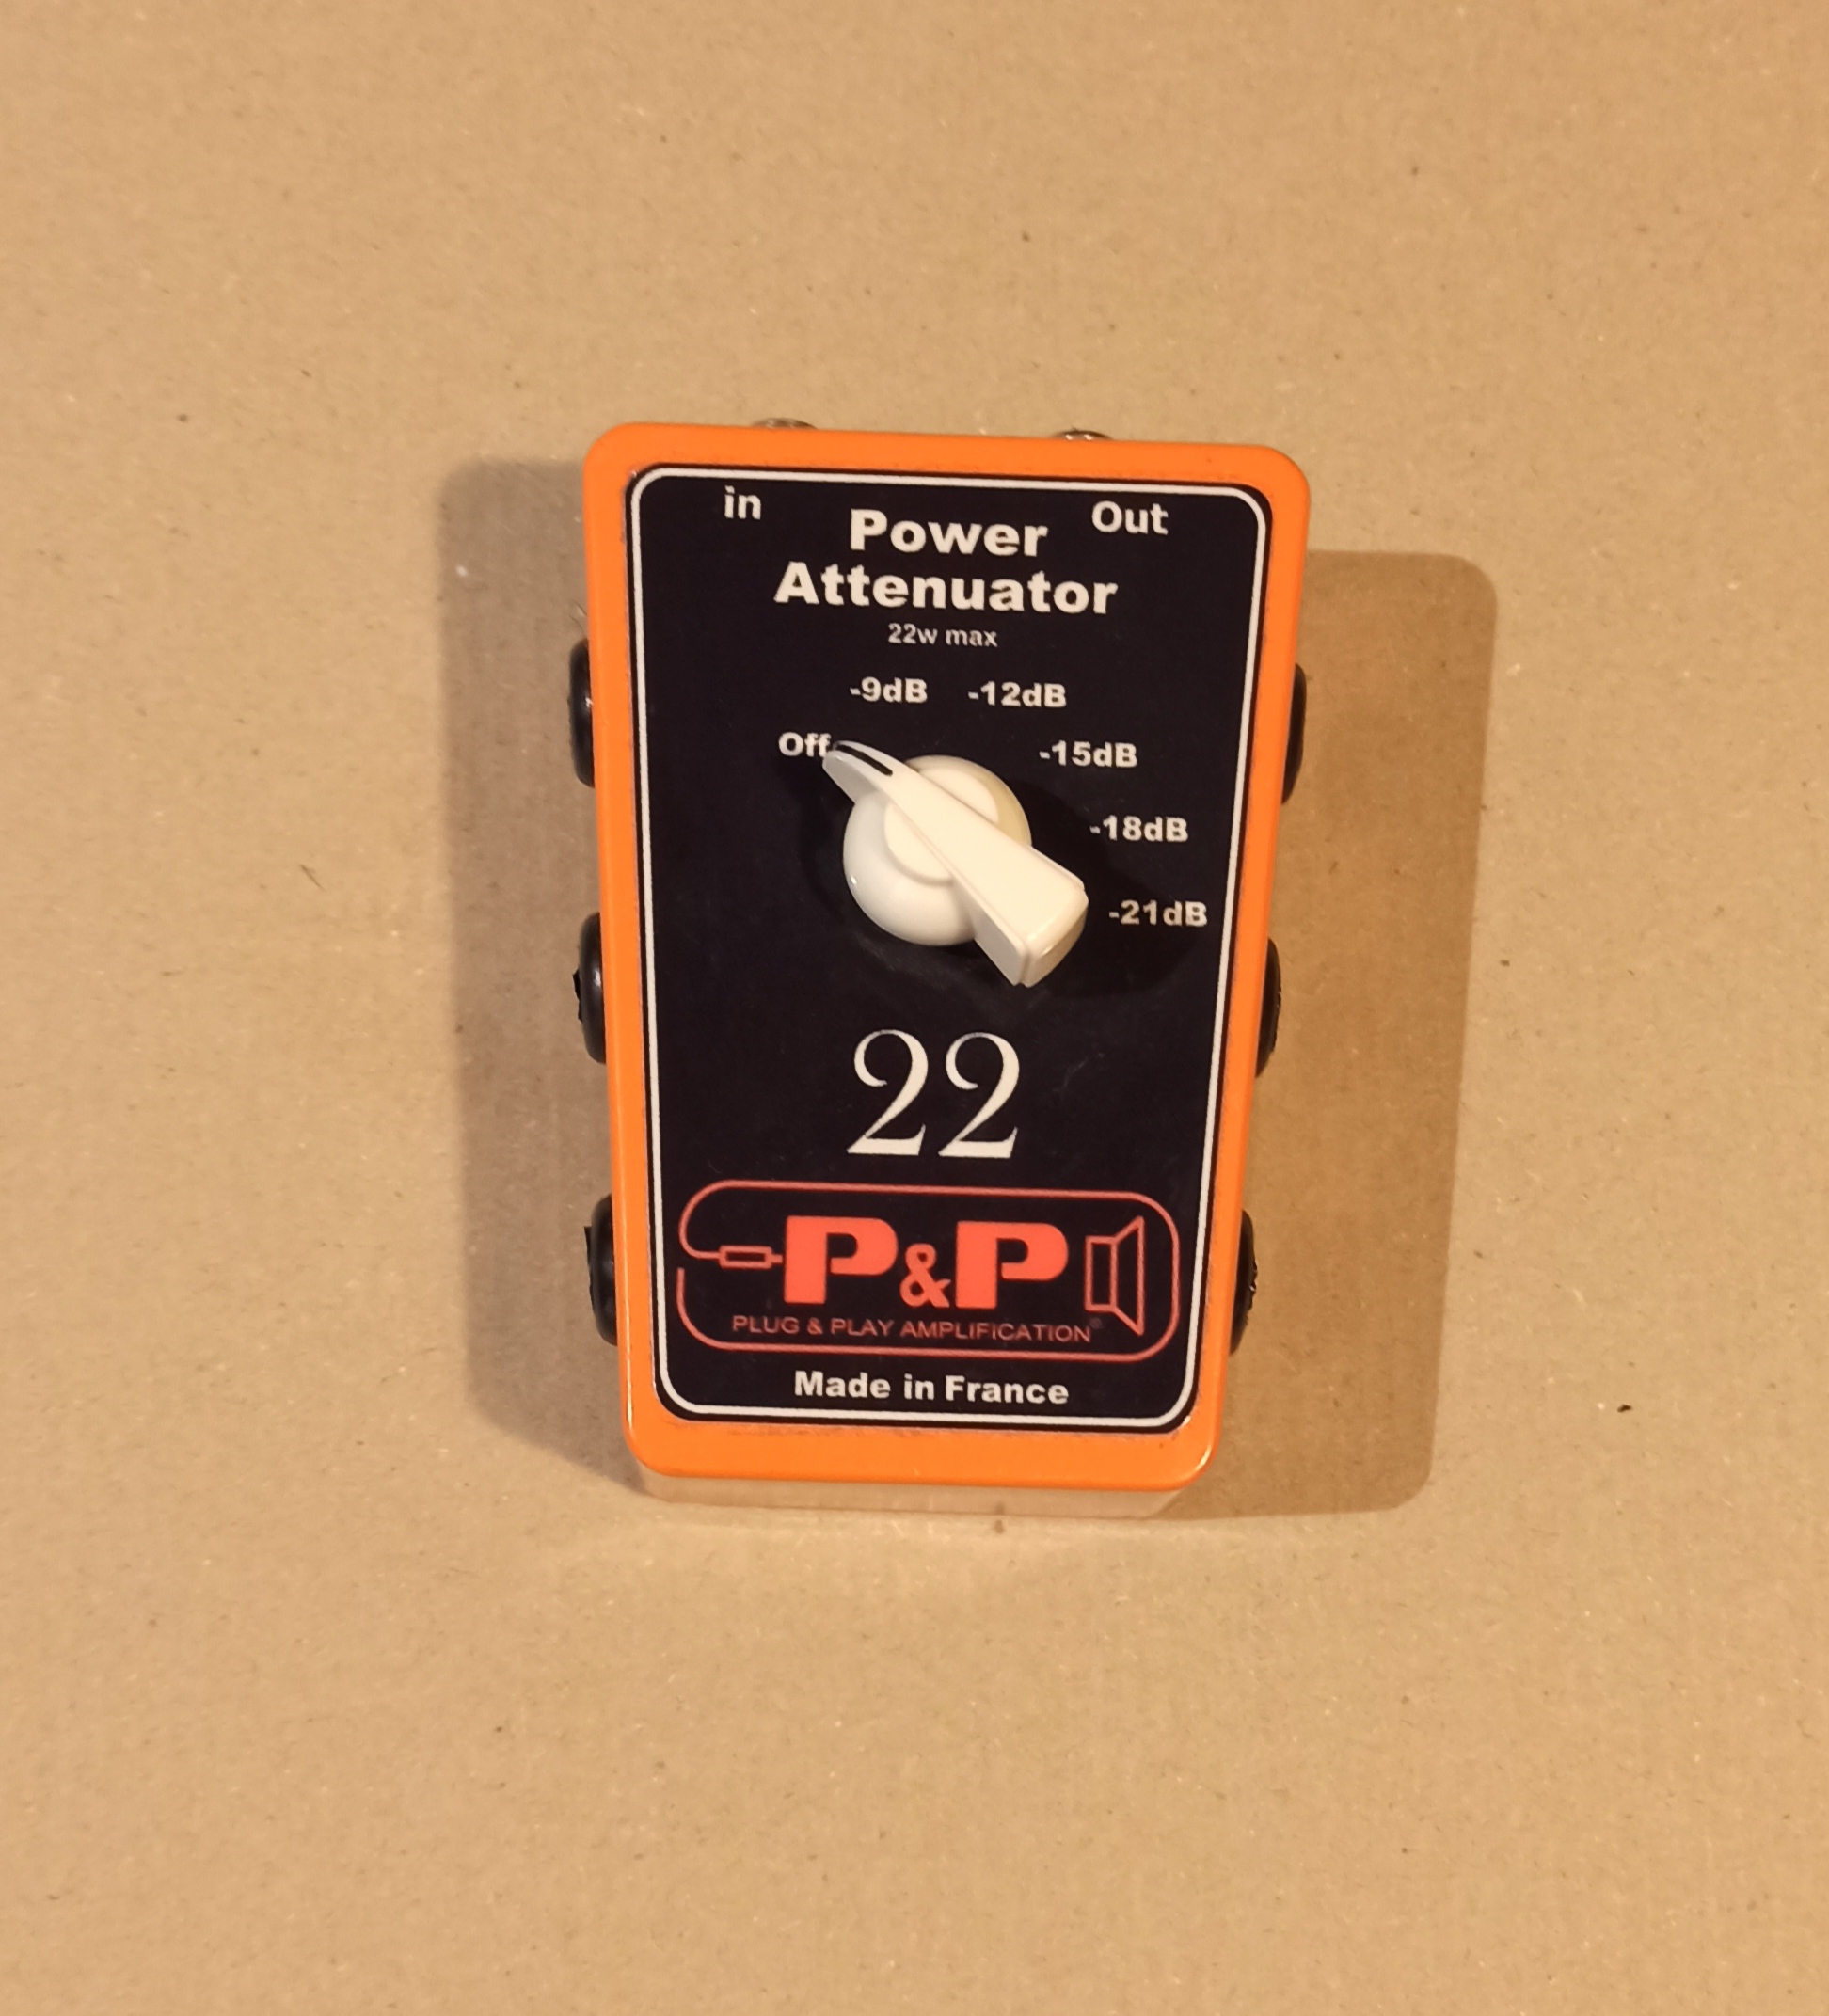 in
Out
Power
Attenuator
22w max
-9dB -12dB
Off
-15dB
-18dB
-21dB
22
P&P
PLUG & PLAY AMPLIFICATION®
Made in France